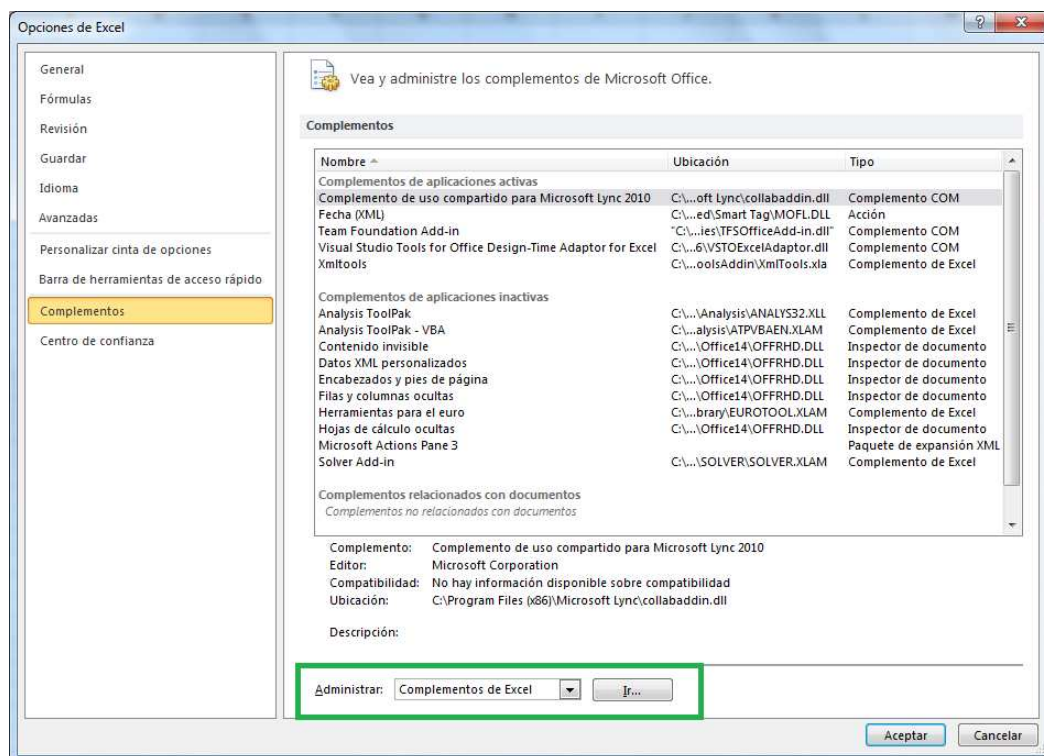 Opciones de Excel
General
Fórmulas
Revisión
Guardar
Idioma
Avanzadas
Personalizar cinta de opciones
Barra de herramientas de acceso rápido
Complementos
Centro de confianza
Vea y administre los complementos de Microsoft Office.
Complementos
Nombre Ubicación Tipo
Complementos de aplicaciones activas
Complemento de uso compartido para Microsoft Lync 2010 C:\...oft Lync\collabaddin.dll Complemento COM
Fecha (XML) C:\...ed\Smart Tag\MOFL.DLL Acción
Team Foundation Add-in "C:\...ies\TFSOfficeAdd-in.dll" Complemento COM
Visual Studio Tools for Office Design-Time Adaptor for Excel C:\...6\VSTOExcelAdaptor.dll Complemento COM
Xmltools C:\...oolsAddin\XmlTools.xla Complemento de Excel
Complementos de aplicaciones inactivas
Analysis ToolPak C:\...\Analysis\ANALYS32.XLL Complemento de Excel
Analysis ToolPak - VBA C:\...alysis\ATPVBAEN.XLAM Complemento de Excel
Contenido invisible C:\...\Office14\OFFRHD.DLL Inspector de documento
Datos XML personalizados C:\...\Office14\OFFRHD.DLL Inspector de documento
Encabezados y pies de página C:\...\Office14\OFFRHD.DLL Inspector de documento
Filas y columnas ocultas C:\...\Office14\OFFRHD.DLL Inspector de documento
Herramientas para el euro C:\...brary\EUROTOOL.XLAM Complemento de Excel
Hojas de cálculo ocultas C:\...\Office14\OFFRHD.DLL Inspector de documento
Microsoft Actions Pane 3 Paquete de expansión XML
Solver Add-in C:\...\SOLVER\SOLVER.XLAM Complemento de Excel
Complementos relacionados con documentos
Complementos no relacionados con documentos
Complemento: Complemento de uso compartido para Microsoft Lync 2010
Editor: Microsoft Corporation
Compatibilidad: No hay información disponible sobre compatibilidad
Ubicación: C:\Program Files (x86)\Microsoft Lync\collabaddin.dll
Descripción:
Administrar: Complementos de Excel Ir...
Aceptar Cancelar